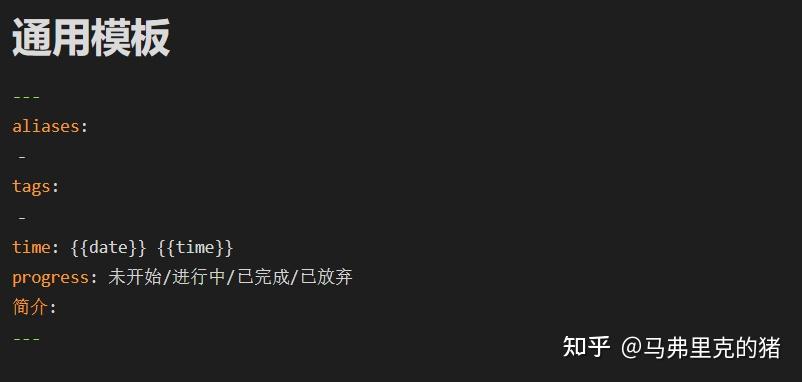 通用模板
---
aliases:
-
tags:
-
time: {{date}} {{time}}
progress: 未开始/进行中/已完成/已放弃
简介:
---
知乎 @马弗里克的猪